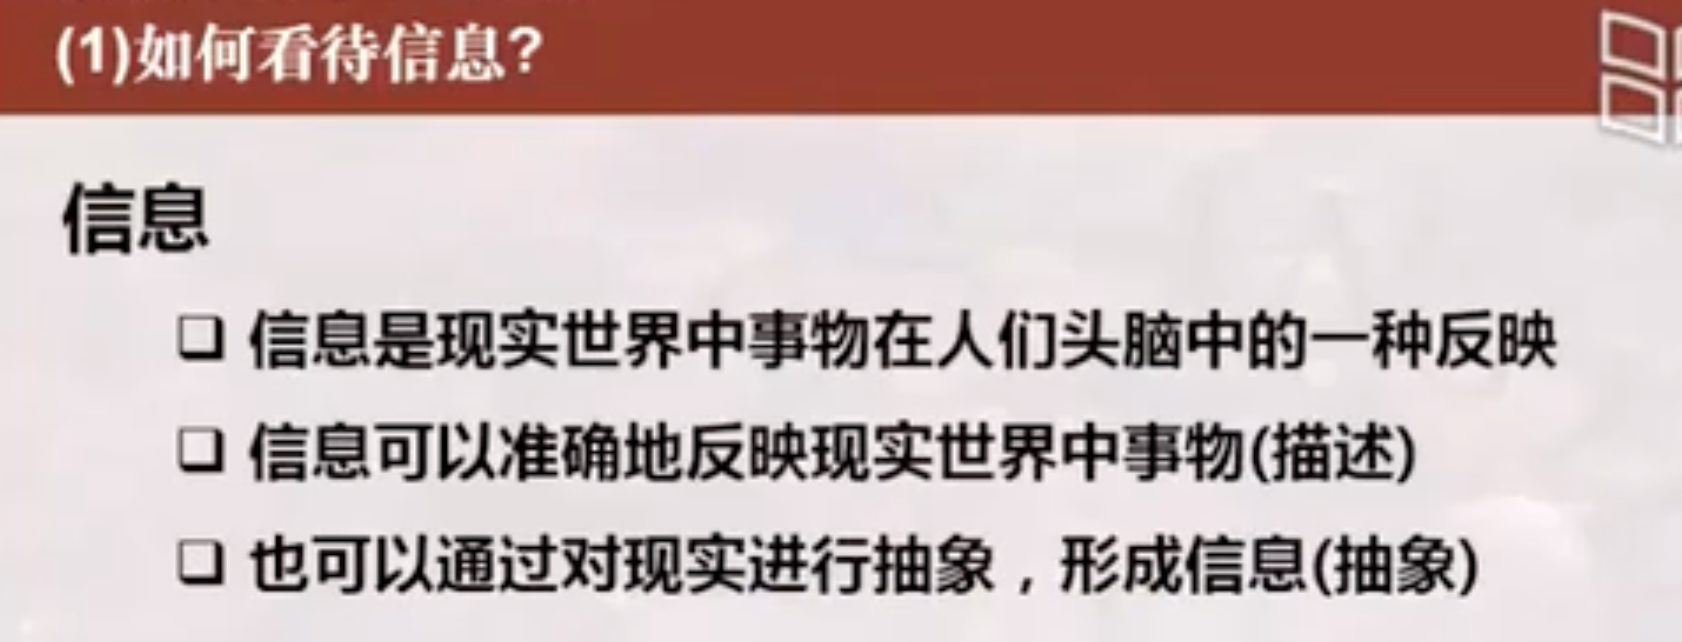 (1)如何看待信息?
信息
❑ 信息是现实世界中事物在人们头脑中的一种反映
❑ 信息可以准确地反映现实世界中事物(描述)
❑ 也可以通过对现实进行抽象，形成信息(抽象)